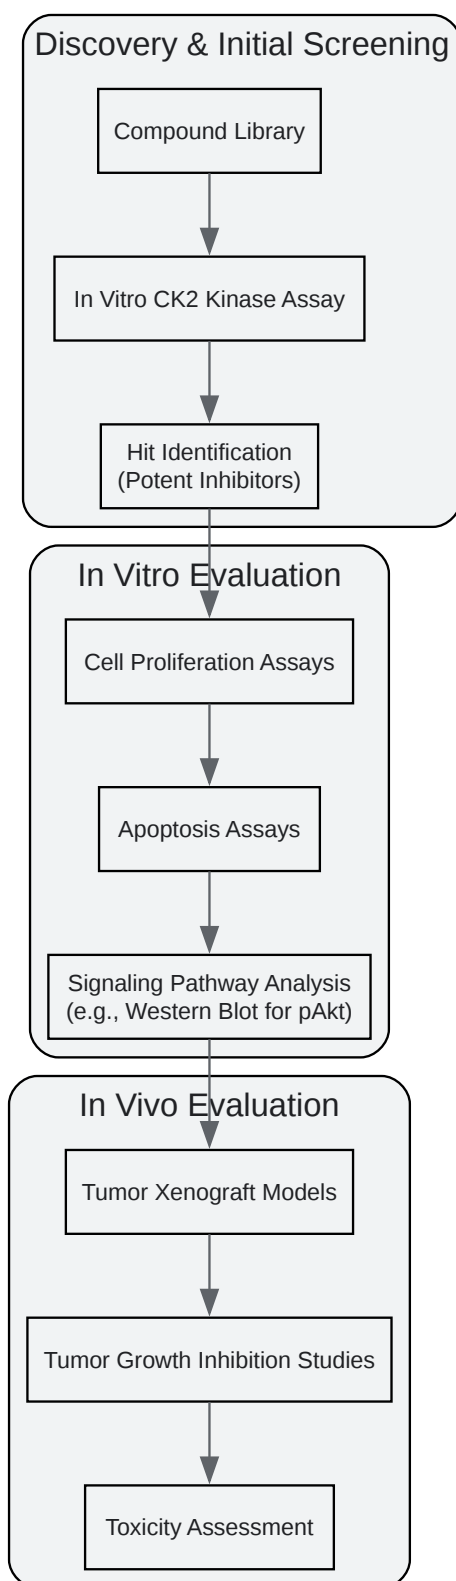 Discovery & Initial Screening
Compound Library
In Vitro CK2 Kinase Assay
Hit Identification
(Potent Inhibitors)
In Vitro Evaluation
Cell Proliferation Assays
Apoptosis Assays
Signaling Pathway Analysis
(e.g., Western Blot for pAkt)
In Vivo Evaluation
Tumor Xenograft Models
Tumor Growth Inhibition Studies
Toxicity Assessment